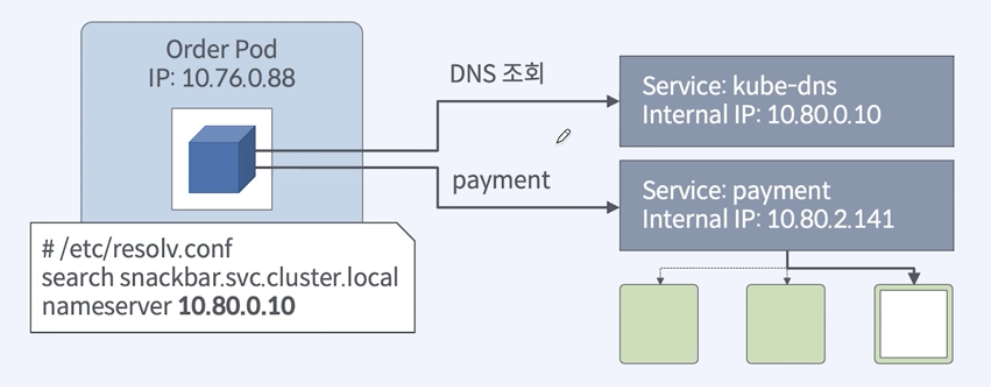 Order Pod
IP: 10.76.0.88
DNS 조회
Service: kube-dns
Internal IP: 10.80.0.10
payment
Service: payment
Internal IP: 10.80.2.141
# /etc/resolv.conf
search snackbar.svc.cluster.local
nameserver 10.80.0.10